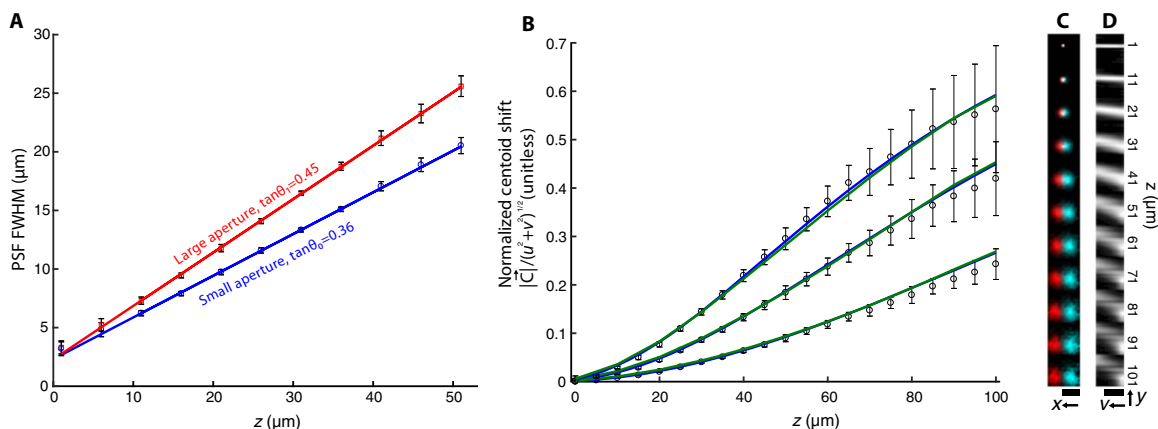 A
PSF FWHM (μm)
30
25
20
15
10
5
0
0
10
20
30
40
50
z (μm)
Large aperture, tanθ₁=0.45
Small aperture, tanθ₀=0.36
B
Normalized centoid shift
|C⃗|/(u²+v²)^1/2 (unitless)
0.7
0.6
0.5
0.4
0.3
0.2
0.1
0
0
20
40
60
80
100
z (μm)
C
x
D
1
11
21
31
41
51
61
71
81
91
101
z (μm)
v
y